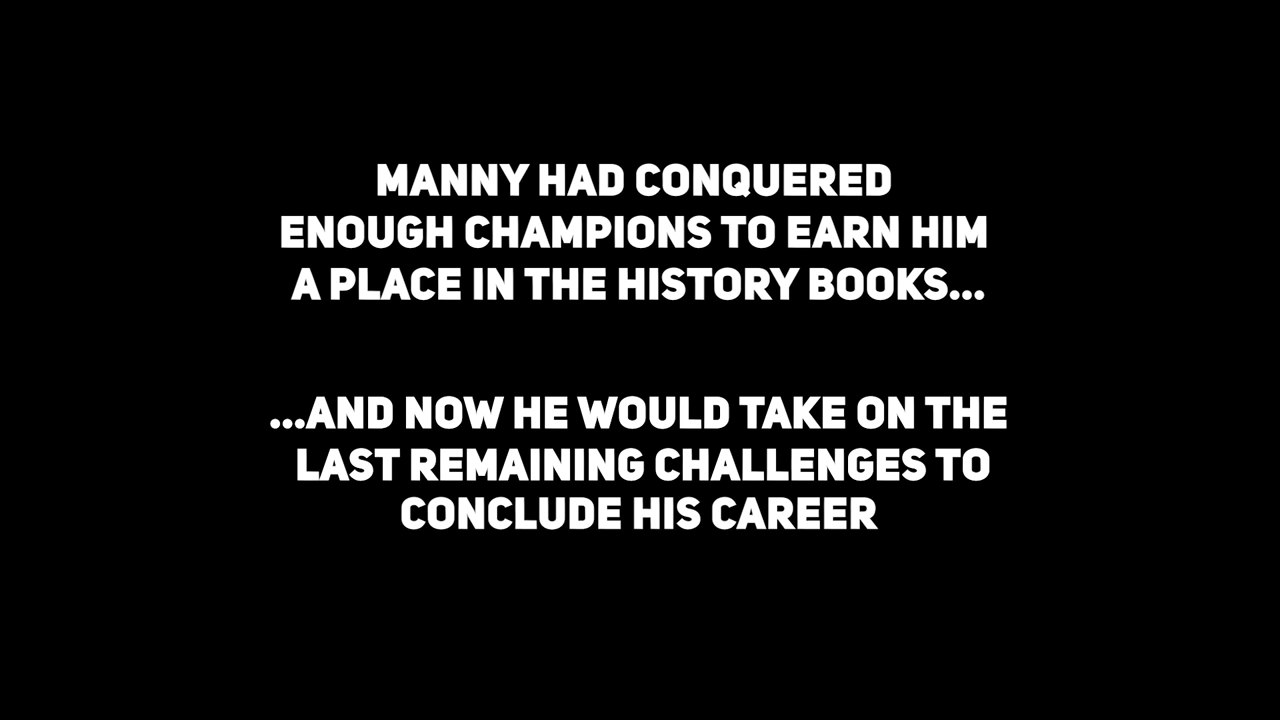 MANNY HAD CONQUERED
ENOUGH CHAMPIONS TO EARN HIM
A PLACE IN THE HISTORY BOOKS...
...AND NOW HE WOULD TAKE ON THE
LAST REMAINING CHALLENGES TO
CONCLUDE HIS CAREER